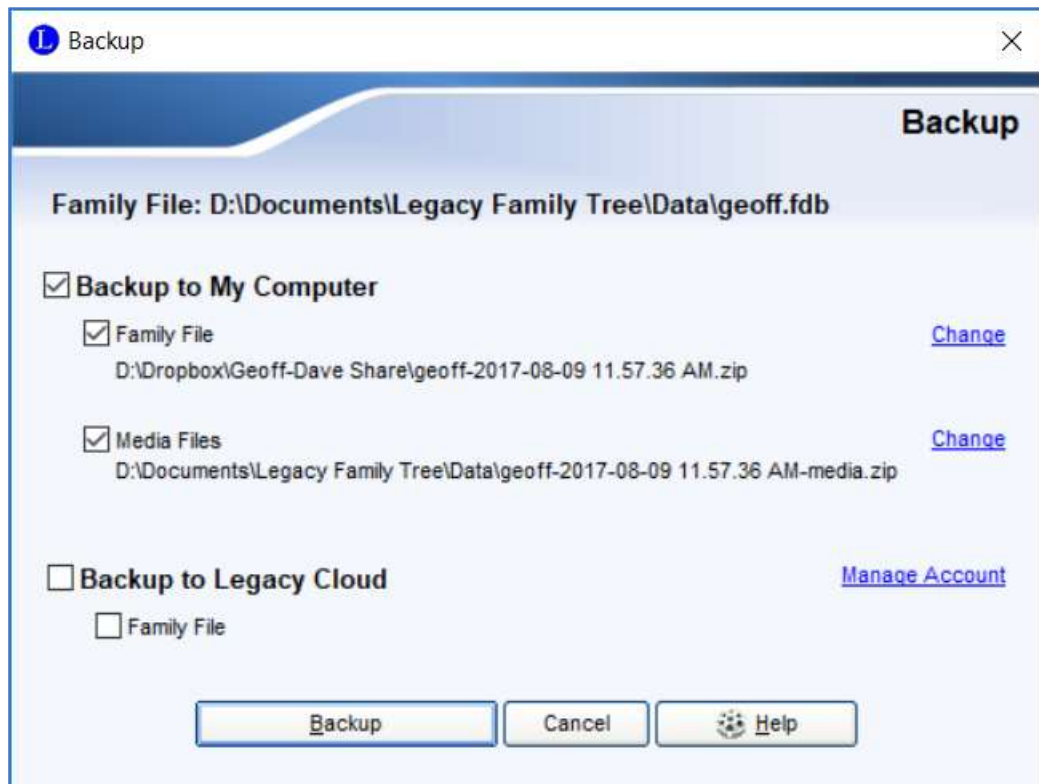 L Backup
Backup
Family File: D:\Documents\Legacy Family Tree\Data\geoff.fdb
Backup to My Computer
Family File Change
D:\Dropbox\Geoff-Dave Share\geoff-2017-08-09 11.57.36 AM.zip
Media Files Change
D:\Documents\Legacy Family Tree\Data\geoff-2017-08-09 11.57.36 AM-media.zip
Backup to Legacy Cloud Manage Account
Family File
Backup Cancel Help